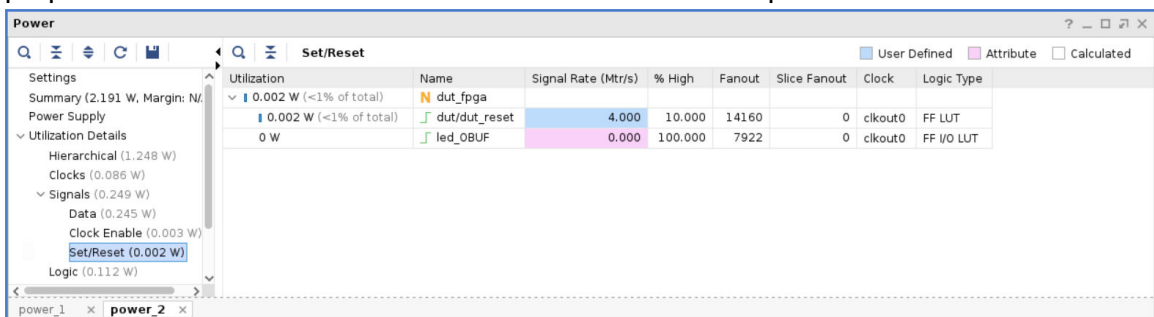 Power
? _
Set/Reset
User Defined
Attribute
Calculated
Settings
Summary (2.191 W, Margin: N/
Power Supply
Utilization Details
Hierarchical (1.248 W)
Clocks (0.086 W)
Signals (0.249 W)
Data (0.245 W)
Clock Enable (0.003 W)
Set/Reset (0.002 W)
Logic (0.112 W)
Utilization Name Signal Rate (Mtr/s) % High Fanout Slice Fanout Clock Logic Type
0.002 W (<1% of total) N dut_fpga
0.002 W (<1% of total) dut/dut_reset 4.000 10.000 14160 0 clkout0 FF LUT
0 W led_OBUF 0.000 100.000 7922 0 clkout0 FF I/O LUT
power_1 × power_2 ×